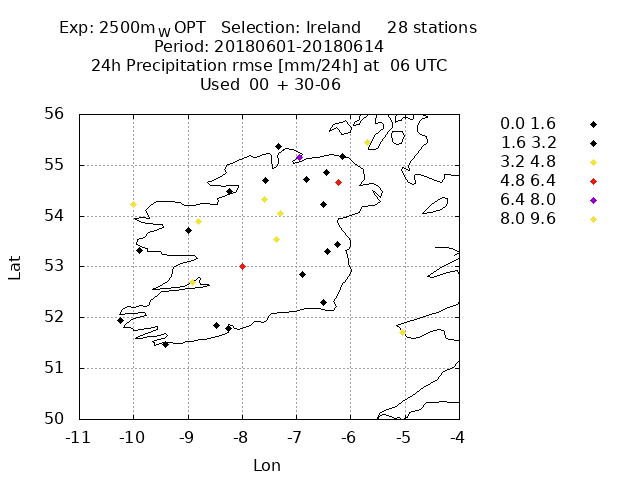 Exp: 2500m_W OPT   Selection: Ireland     28 stations
Period: 20180601-20180614
24h Precipitation rmse [mm/24h] at  06 UTC
Used  00 + 30-06
0.0 1.6
1.6 3.2
3.2 4.8
4.8 6.4
6.4 8.0
8.0 9.6
56
55
54
53
52
51
50
Lat
-11 -10 -9 -8 -7 -6 -5 -4
Lon